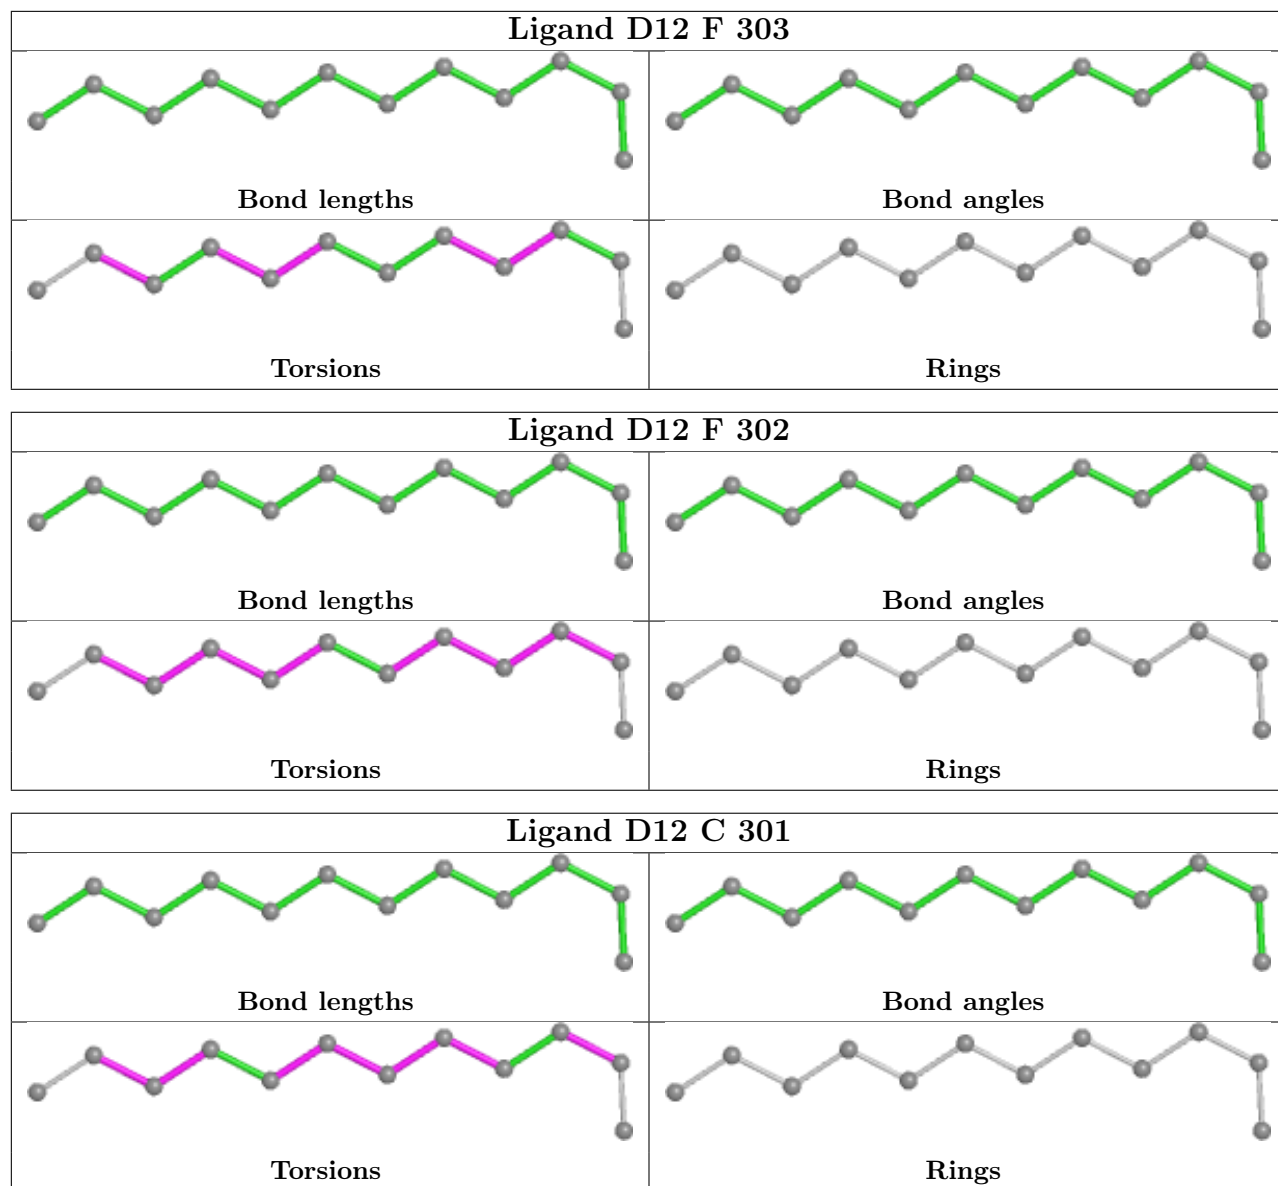 Ligand D12 F 303
Bond lengths
Bond angles
Torsions
Rings
Ligand D12 F 302
Bond lengths
Bond angles
Torsions
Rings
Ligand D12 C 301
Bond lengths
Bond angles
Torsions
Rings